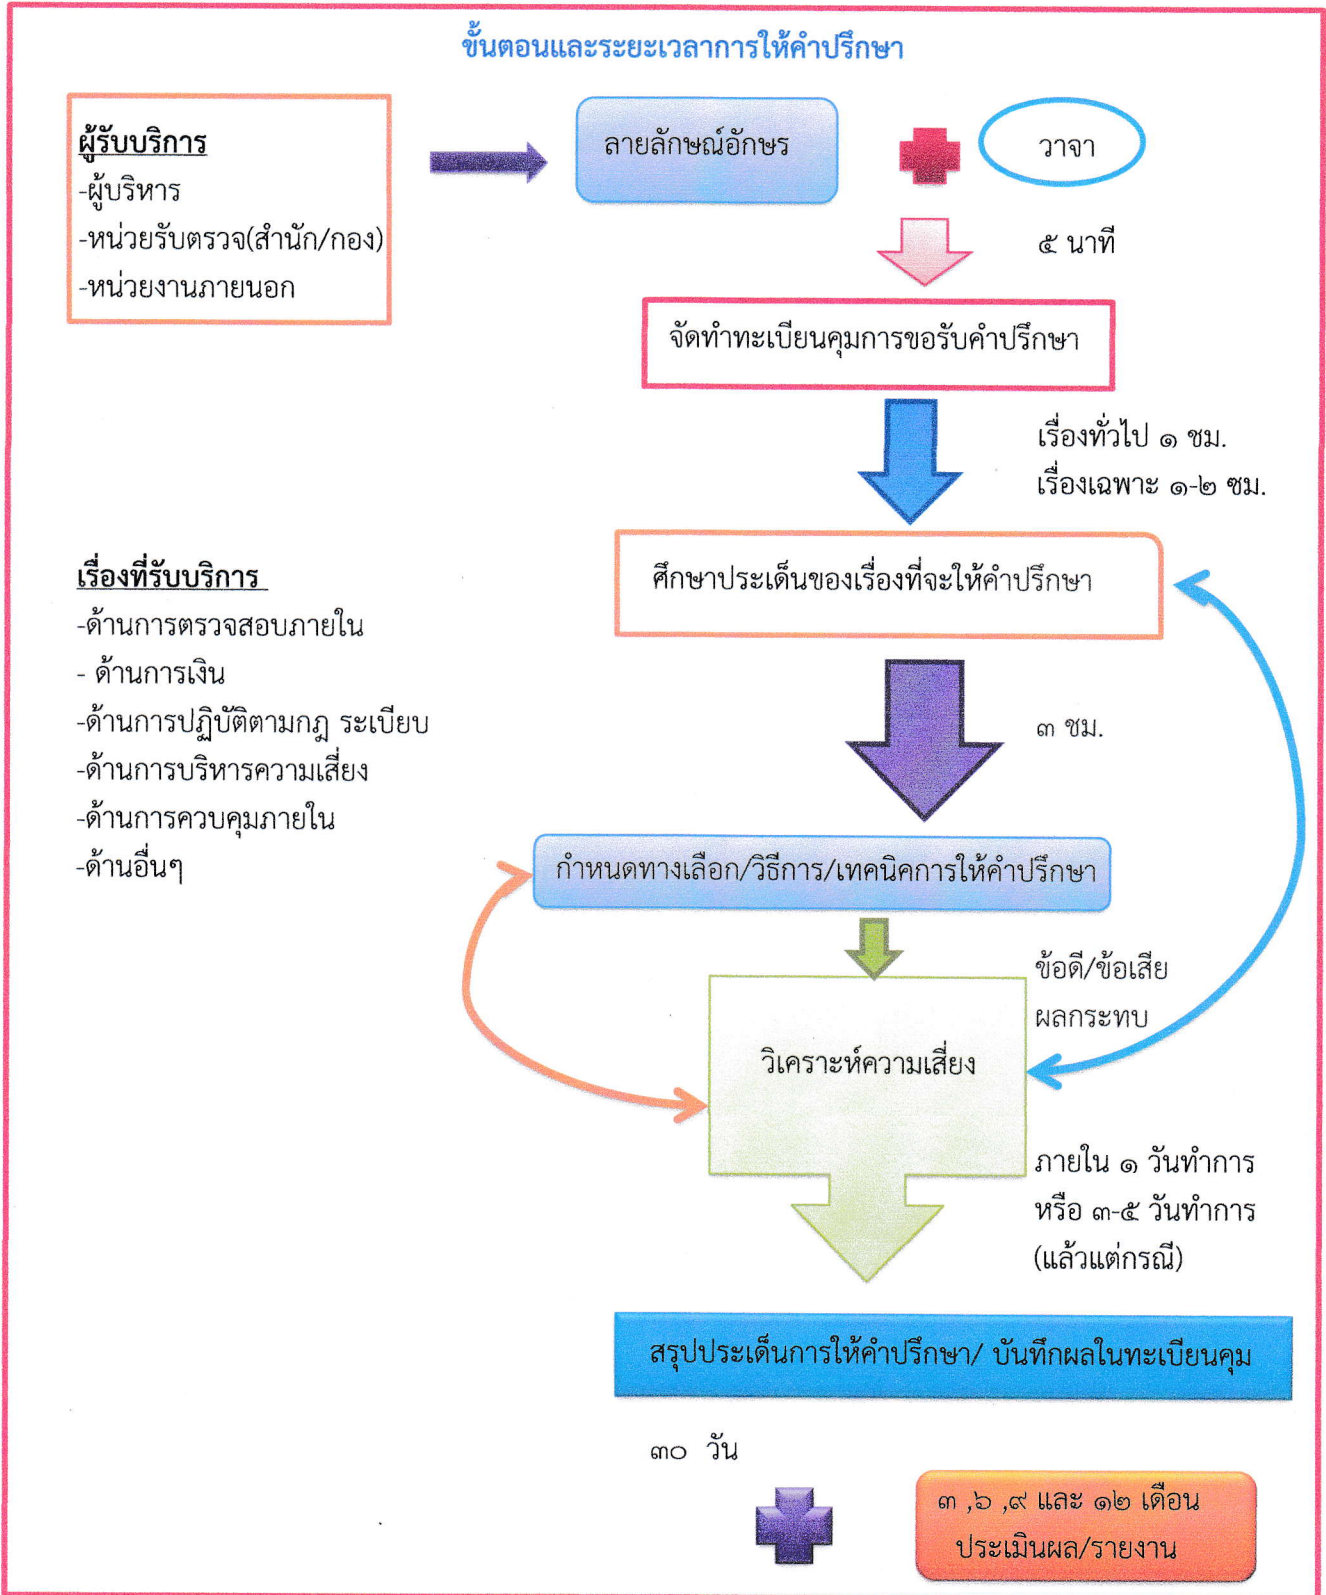 ขั้นตอนและระยะเวลาการให้คำปรึกษา
ผู้รับบริการ
-ผู้บริหาร
-หน่วยรับตรวจ(สำนัก/กอง)
-หน่วยงานภายนอก
ลายลักษณ์อักษร
วาจา
๕ นาที
จัดทำทะเบียนคุมการขอรับคำปรึกษา
เรื่องทั่วไป ๑ ชม.
เรื่องเฉพาะ ๑-๒ ชม.
ศึกษาประเด็นของเรื่องที่จะให้คำปรึกษา
เรื่องที่รับบริการ
-ด้านการตรวจสอบภายใน
- ด้านการเงิน
-ด้านการปฏิบัติตามกฎ ระเบียบ
-ด้านการบริหารความเสี่ยง
-ด้านการควบคุมภายใน
-ด้านอื่นๆ
๓ ชม.
กำหนดทางเลือก/วิธีการ/เทคนิคการให้คำปรึกษา
ข้อดี/ข้อเสีย
ผลกระทบ
วิเคราะห์ความเสี่ยง
ภายใน ๑ วันทำการ
หรือ ๓-๕ วันทำการ
(แล้วแต่กรณี)
สรุปประเด็นการให้คำปรึกษา/ บันทึกผลในทะเบียนคุม
๓๐ วัน
๓ ,๖ ,๙ และ ๑๒ เดือน
ประเมินผล/รายงาน